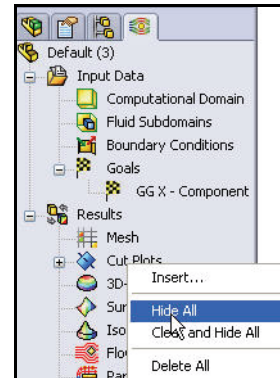 Default (3)
Input Data
Computational Domain
Fluid Subdomains
Boundary Conditions
Goals
GG X - Component
Results
Mesh
Cut Plots
3D-
Insert...
Sur
Hide All
Iso
Clear and Hide All
Flo
Delete All
Par